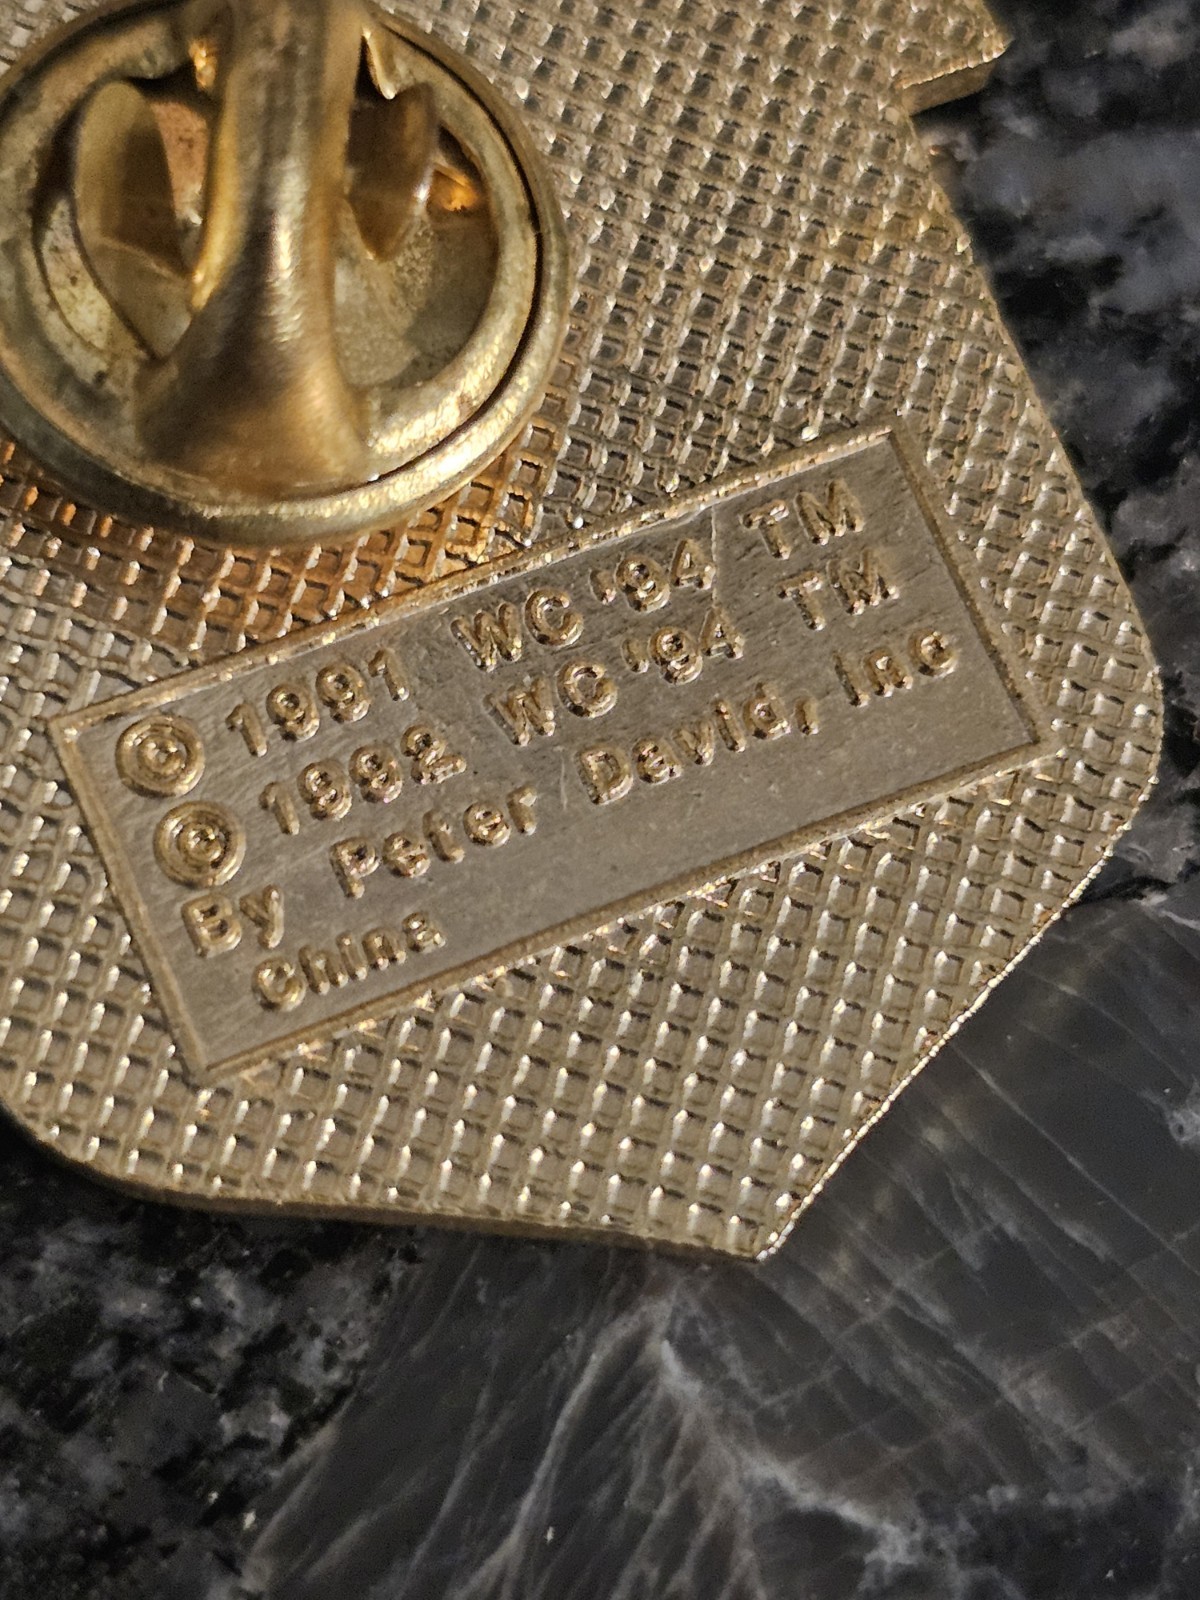 © 1991 WC '94 TM
© 1992 WC '94 TM
By Peter David, Inc
China